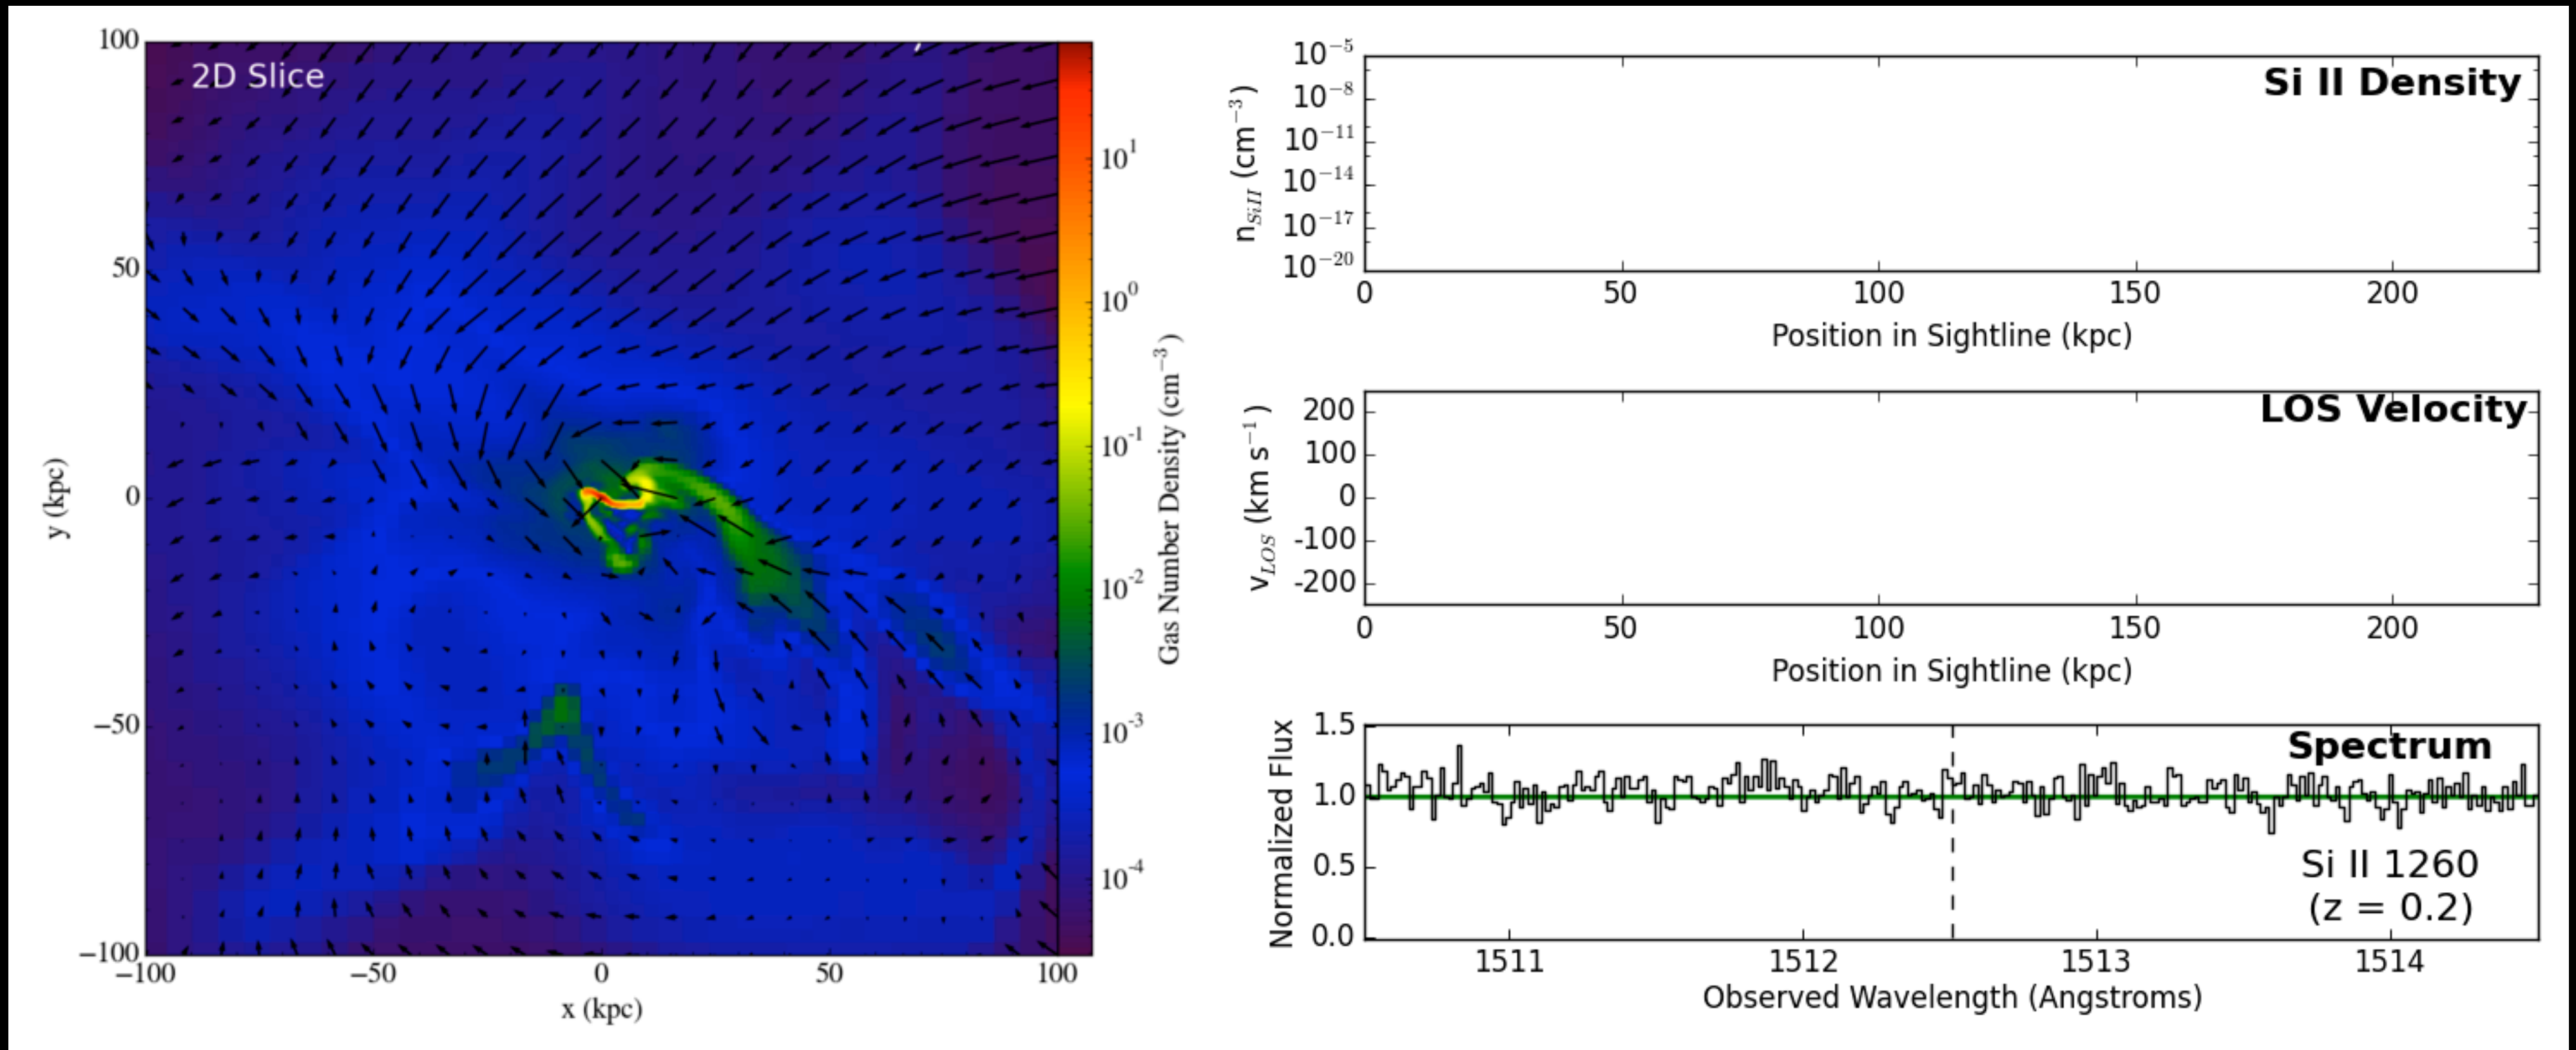 2D Slice
100
50
0
−50
−100
y (kpc)
−100 −50 0 50 100
x (kpc)
10¹
10⁰
10⁻¹
10⁻²
10⁻³
10⁻⁴
Gas Number Density (cm⁻³)
Si II Density
10⁻⁵
10⁻⁸
10⁻¹¹
10⁻¹⁴
10⁻¹⁷
10⁻²⁰
n_SiII (cm⁻³)
0 50 100 150 200
Position in Sightline (kpc)
LOS Velocity
200
100
0
-100
-200
v_LOS (km s⁻¹)
0 50 100 150 200
Position in Sightline (kpc)
Spectrum
1.5
1.0
0.5
0.0
Normalized Flux
Si II 1260
(z = 0.2)
1511 1512 1513 1514
Observed Wavelength (Angstroms)